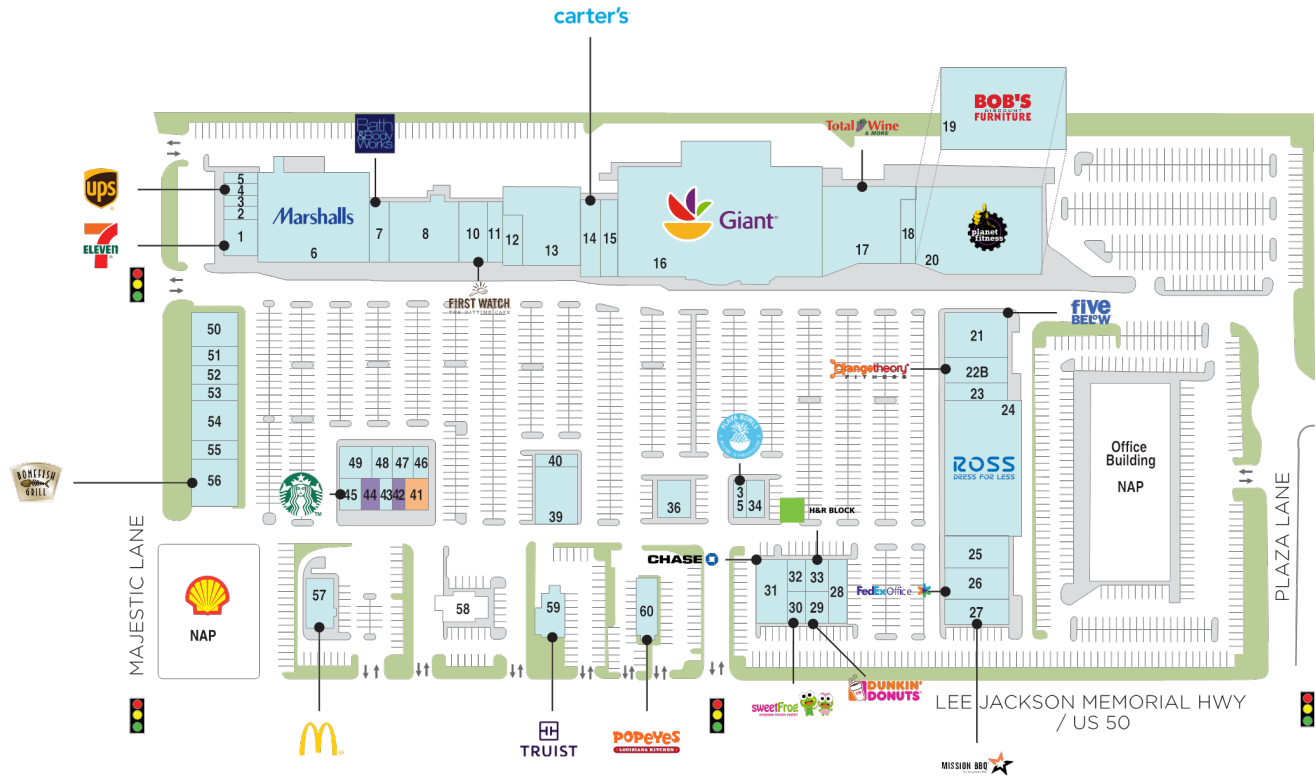 carter's
BOB'S
DISCOUNT
FURNITURE
19
Bath
&Body
Works
Total Wine
& MORE
ups
5
4
3
2
1
7
ELEVEN
Marshalls
6
7
8
10
11
12
13
14
15
Giant
16
17
18
planet
fitness
20
FIRST WATCH
THE DAYTIME CAFE
five
BELOW
50
51
52
53
54
55
56
BONEFISH
GRILL
21
orangetheory
FITNESS
22B
23
24
ROSS
DRESS FOR LESS
25
26
27
Office
Building
NAP
PLAZA LANE
MAJESTIC LANE
49
48
47
46
45
44
43
42
41
TM
40
39
36
PLAYA BOWLS
3
5
34
H&R BLOCK
CHASE
31
32
33
30
29
28
FedExOffice
NAP
57
58
59
60
sweetFrog
DUNKIN'
DONUTS
LEE JACKSON MEMORIAL HWY
/ US 50
TRUIST
POPEYES
LOUISIANA KITCHEN
MISSION BBQ